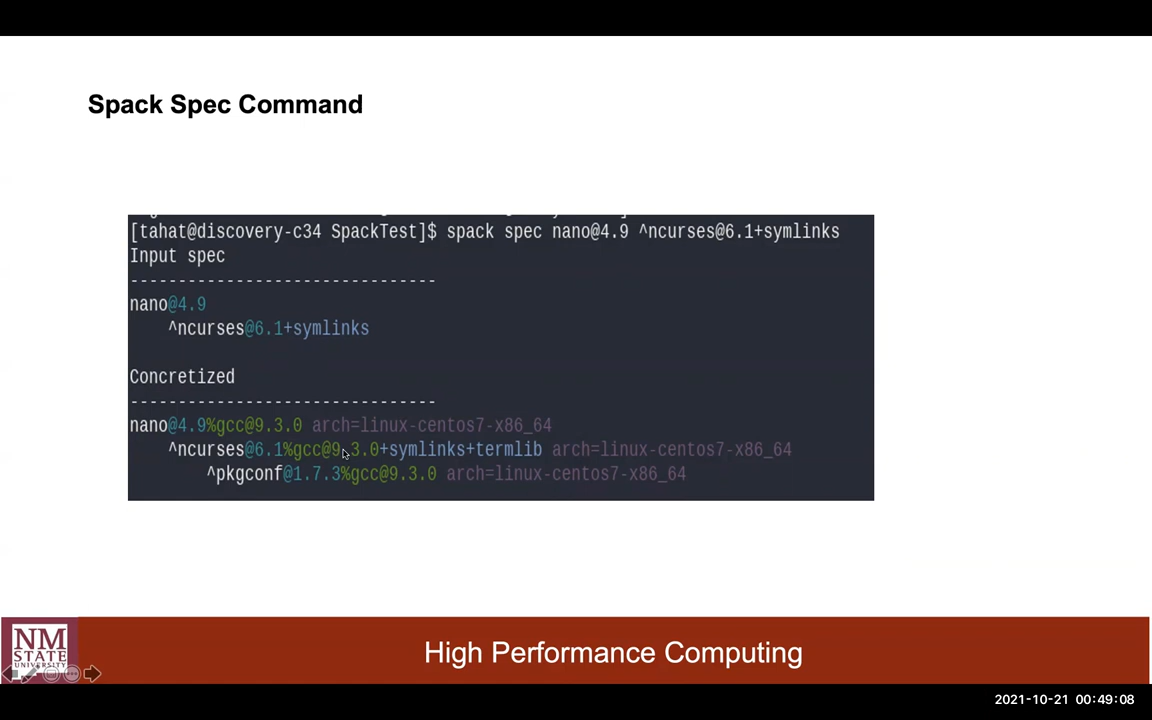 Spack Spec Command
[tahat@discovery-c34 SpackTest]$ spack spec nano@4.9 ^ncurses@6.1+symlinks
Input spec
--------------------------------
nano@4.9
^ncurses@6.1+symlinks
Concretized
--------------------------------
nano@4.9%gcc@9.3.0 arch=linux-centos7-x86_64
^ncurses@6.1%gcc@9.3.0+symlinks+termlib arch=linux-centos7-x86_64
^pkgconf@1.7.3%gcc@9.3.0 arch=linux-centos7-x86_64
NM
STATE
UNIVERSITY
High Performance Computing
2021-10-21 00:49:08